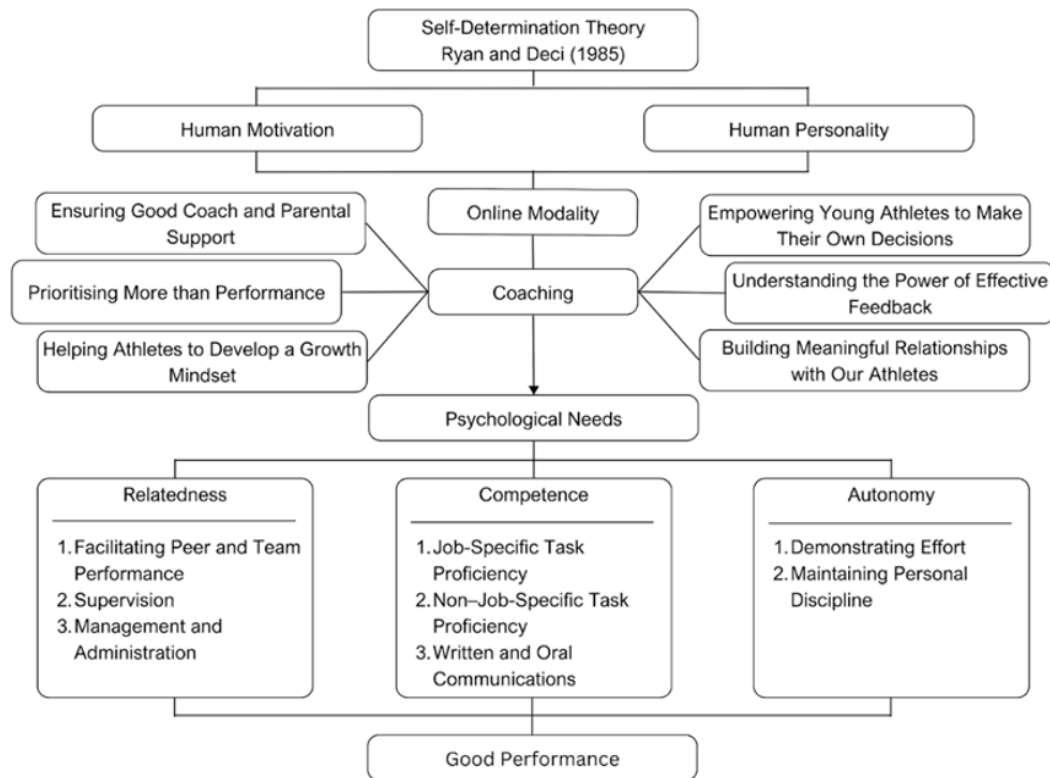 Self-Determination Theory
Ryan and Deci (1985)
Human Motivation
Human Personality
Ensuring Good Coach and Parental
Support
Online Modality
Empowering Young Athletes to Make
Their Own Decisions
Prioritising More than Performance
Coaching
Understanding the Power of Effective
Feedback
Helping Athletes to Develop a Growth
Mindset
Building Meaningful Relationships
with Our Athletes
Psychological Needs
Relatedness
1. Facilitating Peer and Team
Performance
2. Supervision
3. Management and
Administration
Competence
1. Job-Specific Task
Proficiency
2. Non–Job-Specific Task
Proficiency
3. Written and Oral
Communications
Autonomy
1. Demonstrating Effort
2. Maintaining Personal
Discipline
Good Performance